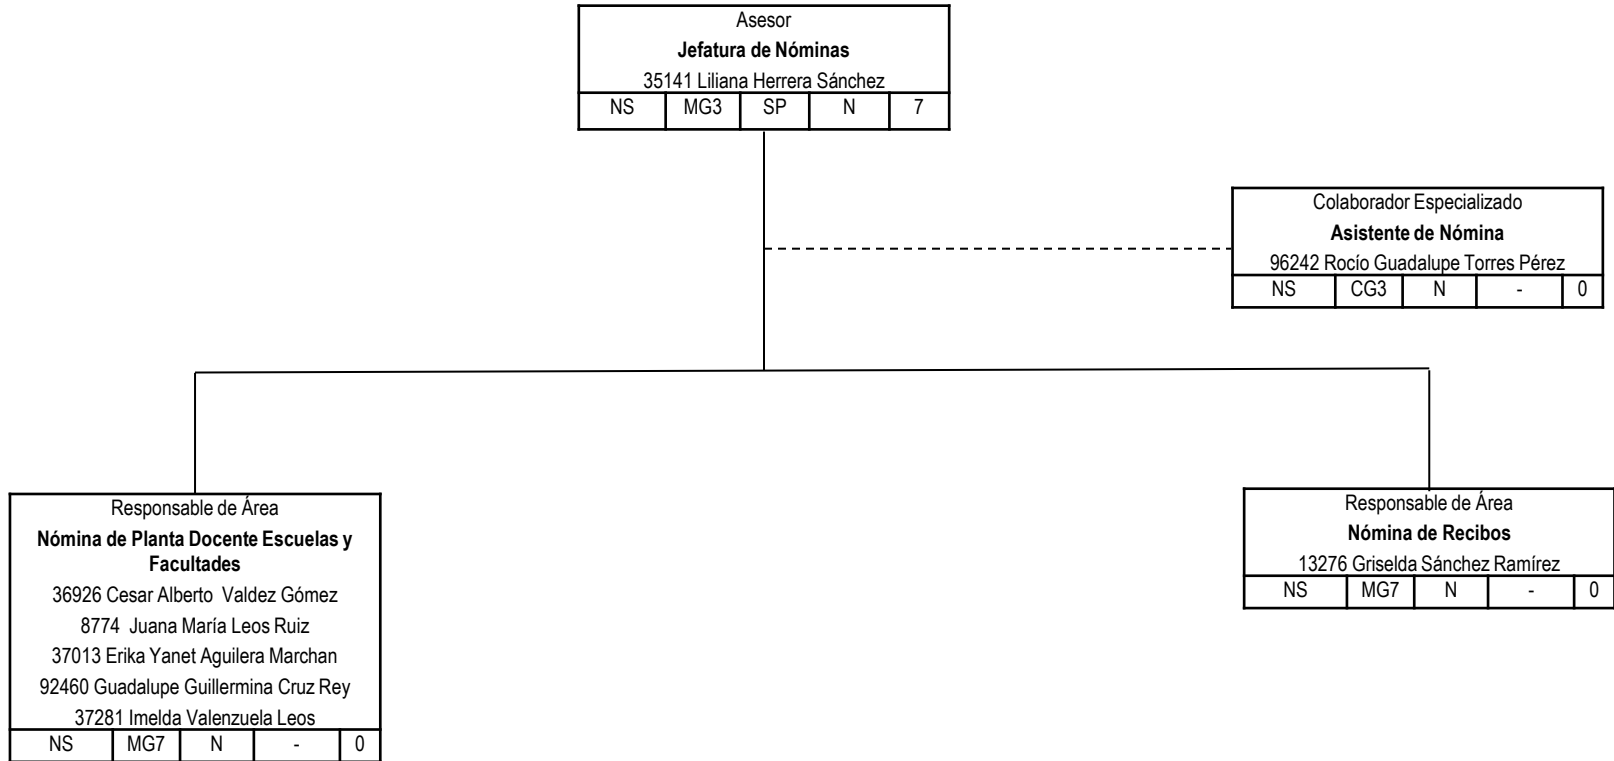 Asesor
Jefatura de Nóminas
35141 Liliana Herrera Sánchez
NS MG3 SP N 7
Colaborador Especializado
Asistente de Nómina
96242 Rocío Guadalupe Torres Pérez
NS CG3 N - 0
Responsable de Área
Nómina de Planta Docente Escuelas y
Facultades
36926 Cesar Alberto Valdez Gómez
8774 Juana María Leos Ruiz
37013 Erika Yanet Aguilera Marchan
92460 Guadalupe Guillermina Cruz Rey
37281 Imelda Valenzuela Leos
NS MG7 N - 0
Responsable de Área
Nómina de Recibos
13276 Griselda Sánchez Ramírez
NS MG7 N - 0